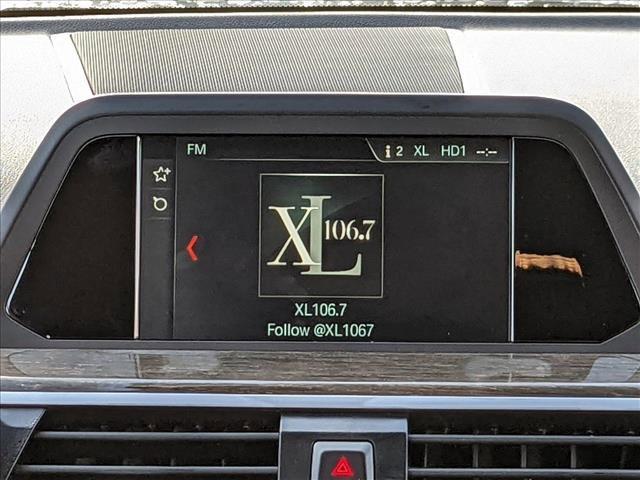 FM
i 2 XL HD1 --:--
XL 106.7
XL106.7
Follow @XL1067